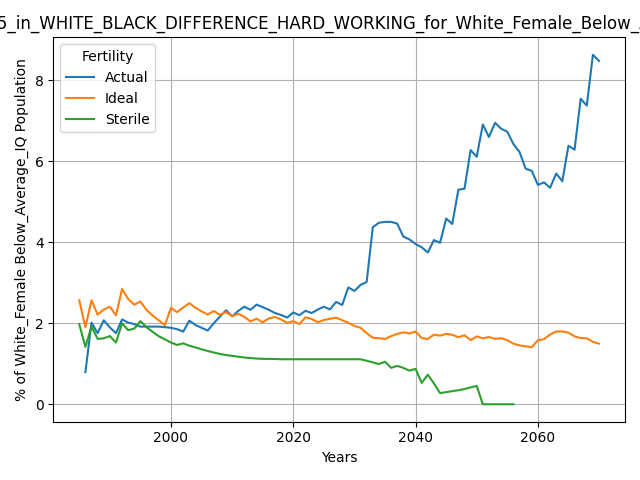 5_in_WHITE_BLACK_DIFFERENCE_HARD_WORKING_for_White_Female_Below_
Fertility
Actual
Ideal
Sterile
% of White_Female Below_Average_IQ Population
8
6
4
2
0
2000 2020 2040 2060
Years